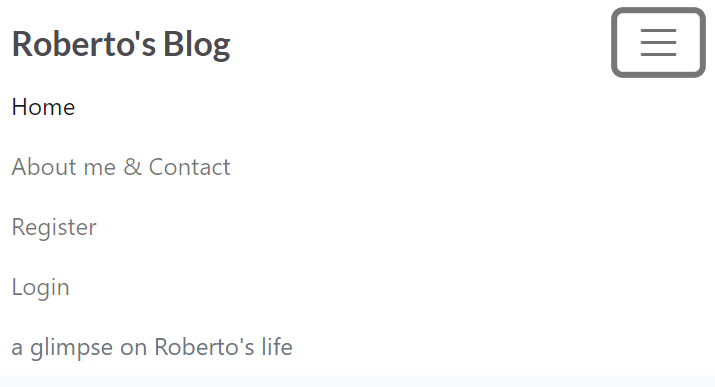 Roberto's Blog
Home
About me & Contact
Register
Login
a glimpse on Roberto's life